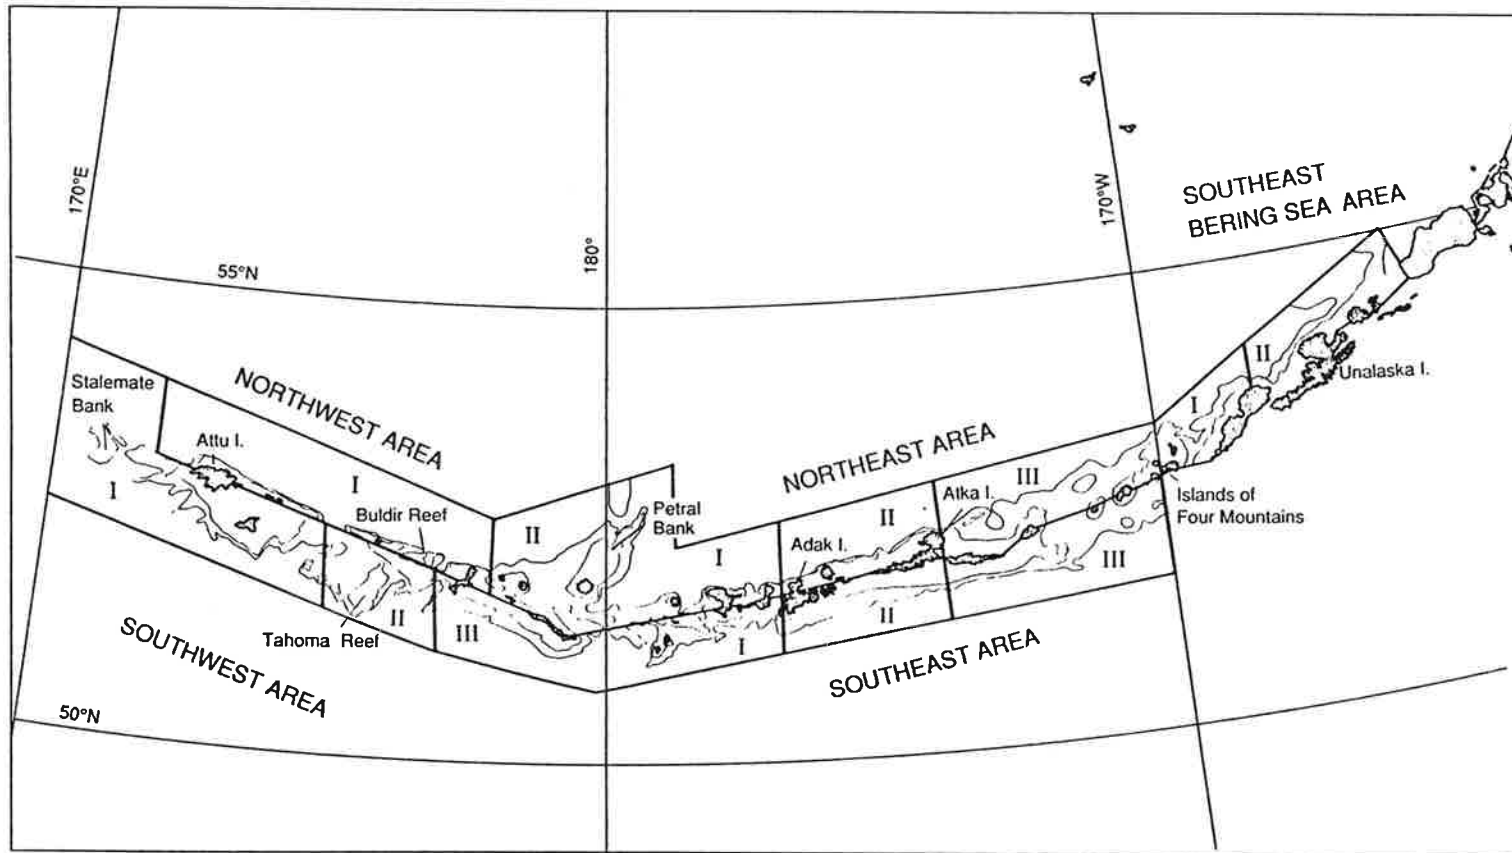 170°E
55°N
180°
170°W
SOUTHEAST
BERING SEA AREA
II
I
Unalaska I.
Stalemate
Bank
NORTHWEST AREA
Attu I.
I
I
Buldir Reef
II
Petral
Bank
NORTHEAST AREA
III
II
Atka I.
Islands of
Four Mountains
I
Adak I.
III
II
III
I
II
Tahoma Reef
SOUTHWEST AREA
SOUTHEAST AREA
50°N